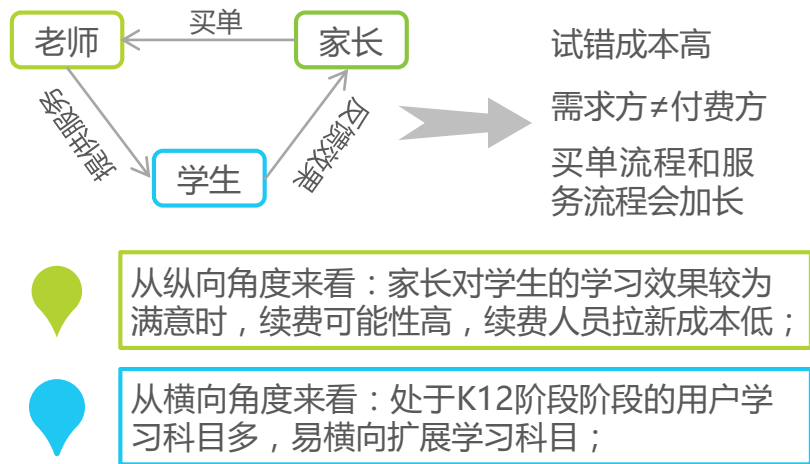 买单
老师
家长
提供服务
反馈效果
学生
试错成本高
需求方≠付费方
买单流程和服
务流程会加长
从纵向角度来看：家长对学生的学习效果较为
满意时，续费可能性高，续费人员拉新成本低；
从横向角度来看：处于K12阶段阶段的用户学
习科目多，易横向扩展学习科目；